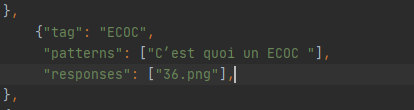 },
{"tag": "ECOC",
"patterns": ["C’est quoi un ECOC "],
"responses": ["36.png"],
},